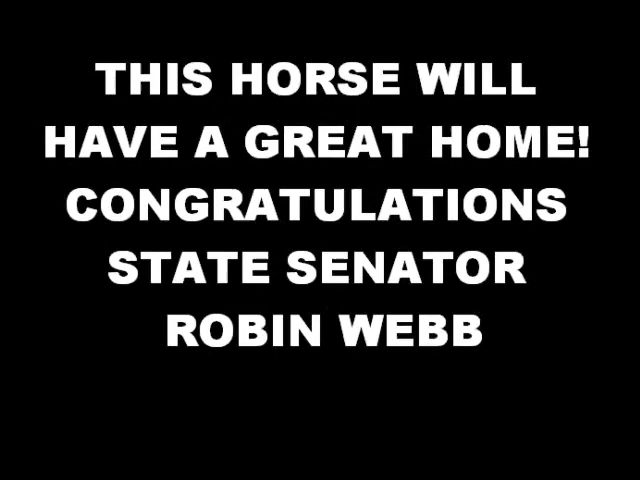 THIS HORSE WILL
HAVE A GREAT HOME!
CONGRATULATIONS
STATE SENATOR
ROBIN WEBB